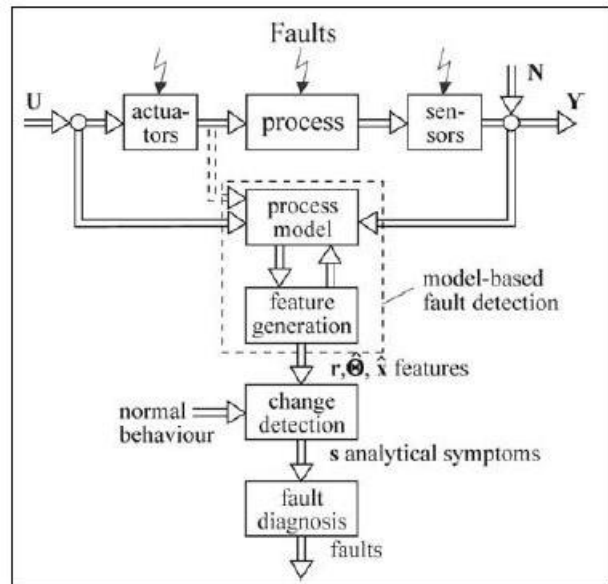 Faults
U
N
Y
actua-
tors
process
sen-
sors
process
model
feature
generation
model-based
fault detection
r, Θ̂, x̂ features
normal
behaviour
change
detection
s analytical symptoms
fault
diagnosis
faults